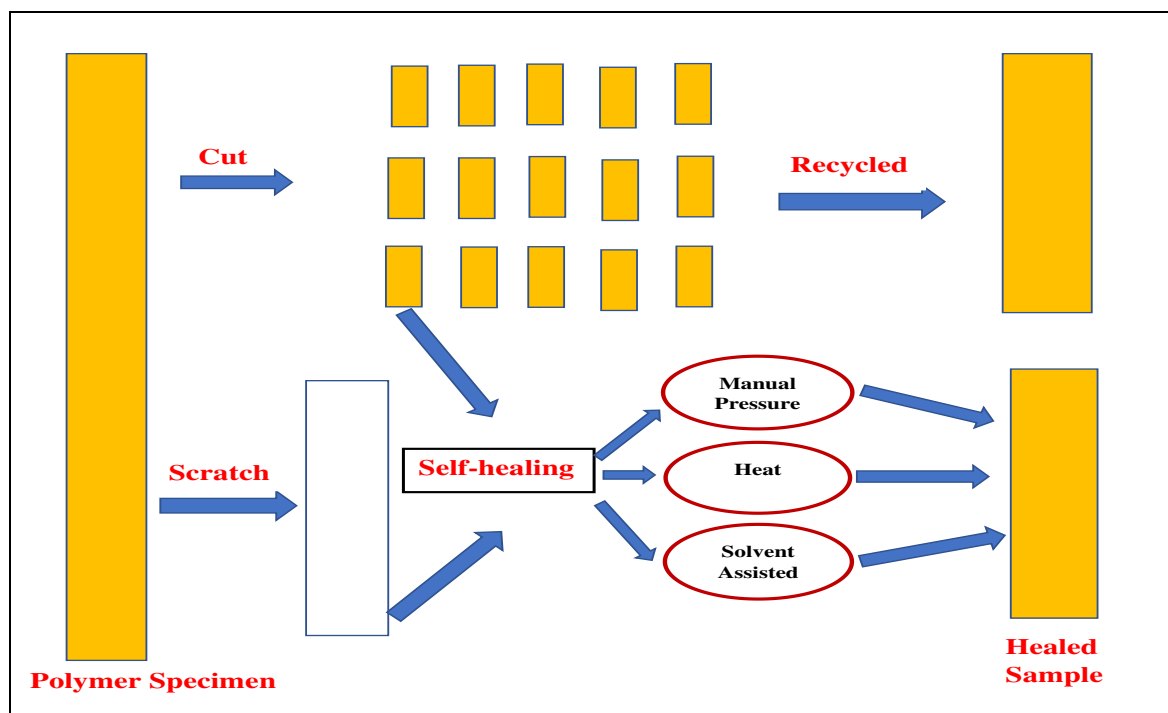 Cut
Recycled
Manual
Pressure
Self-healing
Heat
Scratch
Solvent
Assisted
Polymer Specimen
Healed
Sample